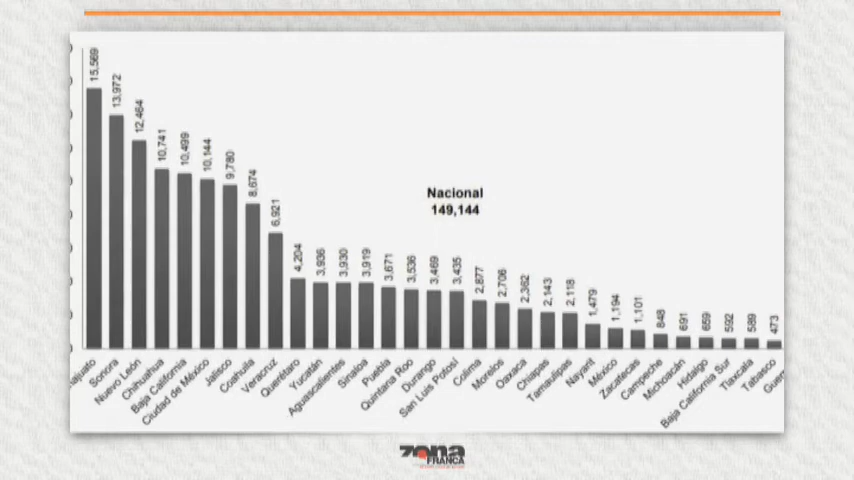 15,569
13,972
12,464
10,741
10,499
10,144
9,780
8,674
6,921
4,204
3,936
3,930
3,919
3,671
3,536
3,469
3,435
2,877
2,706
2,362
2,143
2,118
1,479
1,194
1,101
848
691
659
592
589
473
Nacional
149,144
ajuato
Sonora
Nuevo León
Chihuahua
Baja California
Ciudad de México
Jalisco
Coahuila
Veracruz
Querétaro
Yucatán
Aguascalientes
Sinaloa
Puebla
Quintana Roo
Durango
San Luis Potosí
Colima
Morelos
Oaxaca
Chiapas
Tamaulipas
Nayarit
México
Zacatecas
Campeche
Michoacán
Hidalgo
Baja California Sur
Tlaxcala
Tabasco
Guer
zona
FRANCA